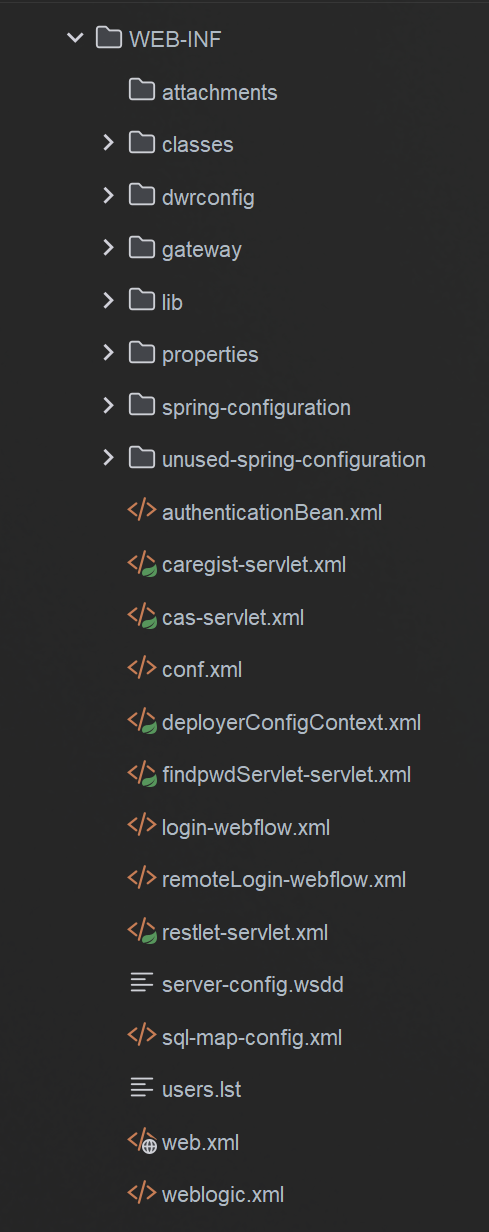 WEB-INF
attachments
classes
dwrconfig
gateway
lib
properties
spring-configuration
unused-spring-configuration
authenticationBean.xml
caregist-servlet.xml
cas-servlet.xml
conf.xml
deployerConfigContext.xml
findpwdServlet-servlet.xml
login-webflow.xml
remoteLogin-webflow.xml
restlet-servlet.xml
server-config.wsdd
sql-map-config.xml
users.lst
web.xml
weblogic.xml